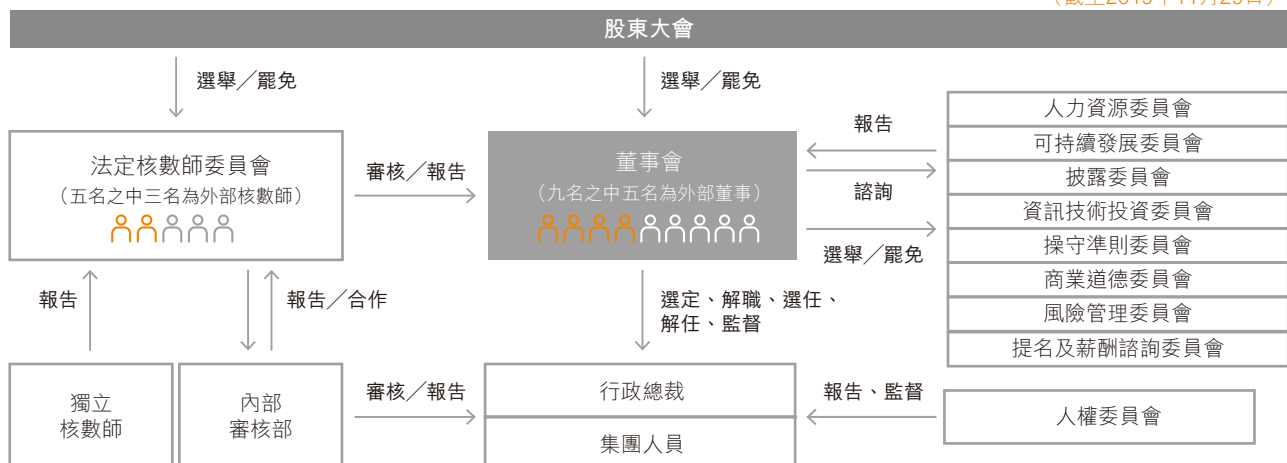 股東大會
選舉／罷免
選舉／罷免
法定核數師委員會
（五名之中三名為外部核數師）
審核／報告
董事會
（九名之中五名為外部董事）
報告
諮詢
選舉／罷免
人力資源委員會
可持續發展委員會
披露委員會
資訊技術投資委員會
操守準則委員會
商業道德委員會
風險管理委員會
提名及薪酬諮詢委員會
報告
報告／合作
選定、解職、選任、
解任、監督
獨立
核數師
內部
審核部
審核／報告
行政總裁
集團人員
報告、監督
人權委員會